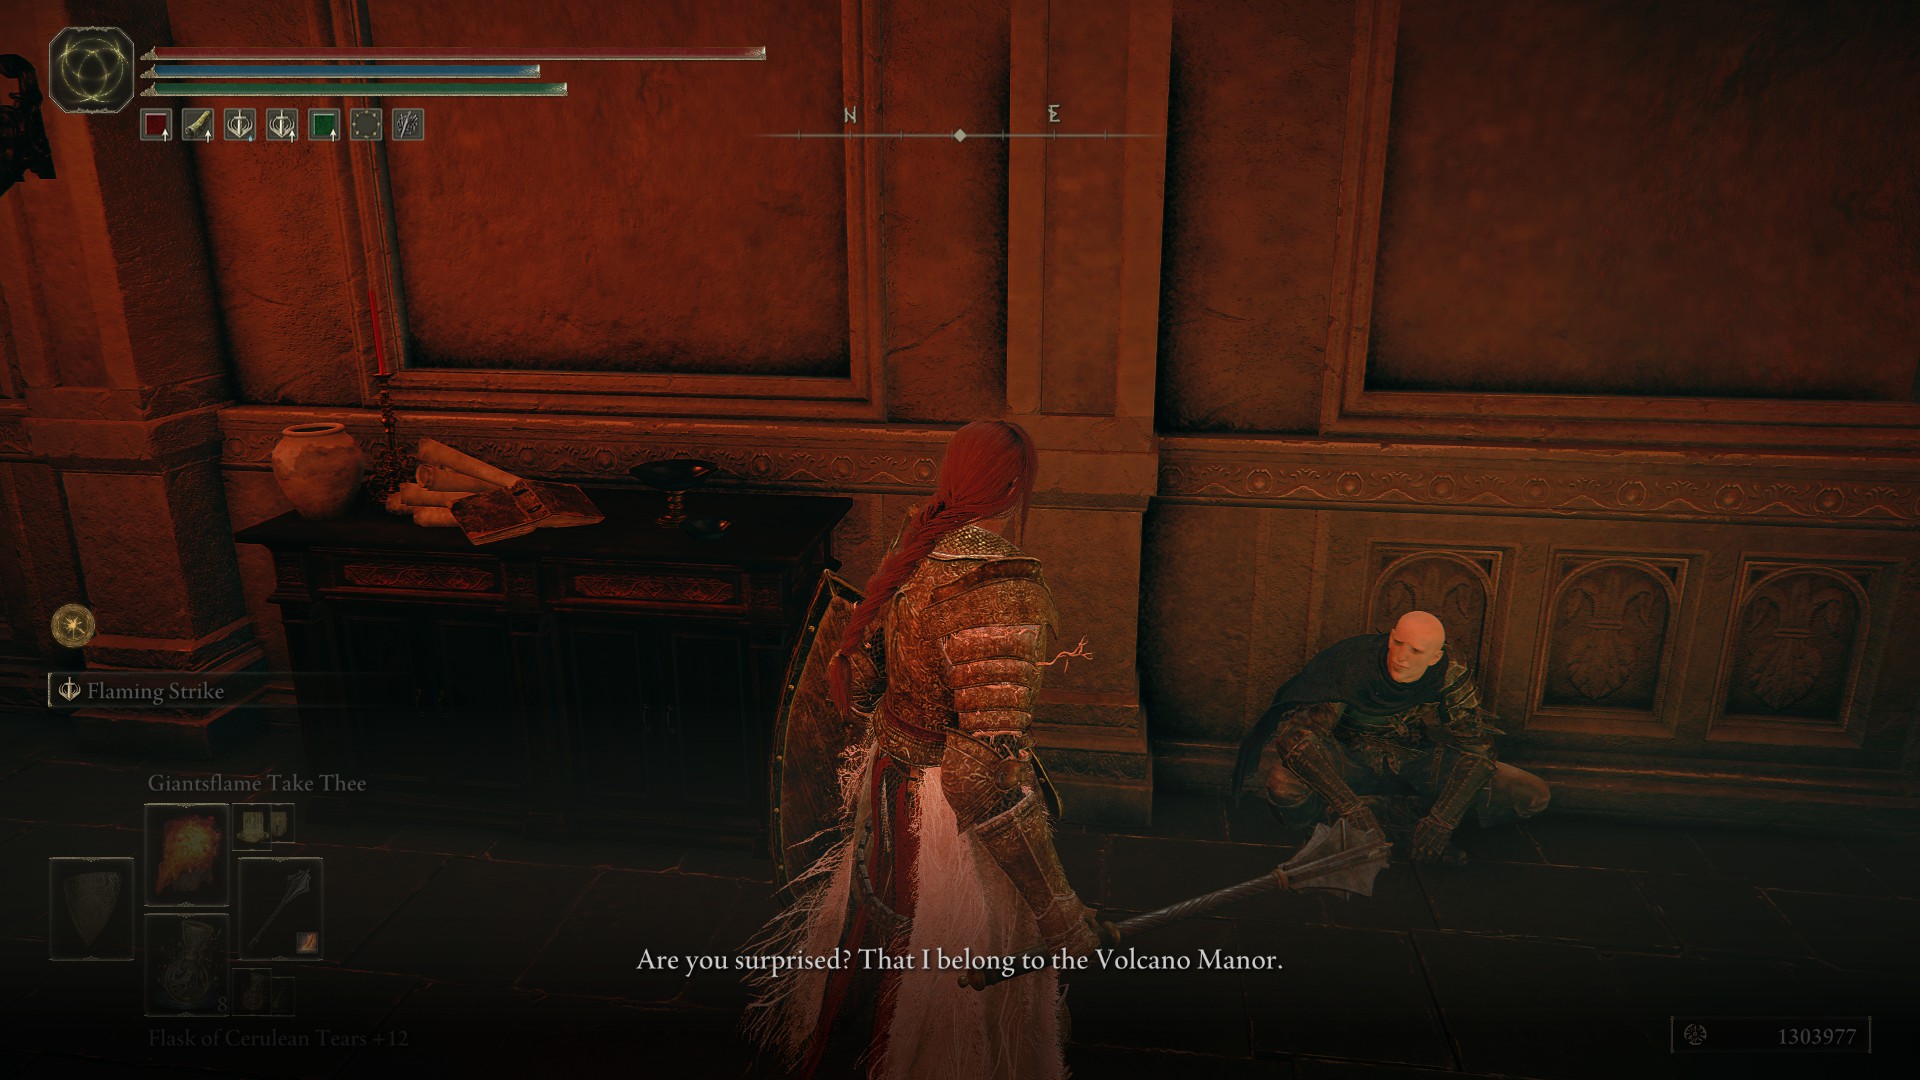 N
E
Flaming Strike
Giantsflame Take Thee
8
Are you surprised? That I belong to the Volcano Manor.
Flask of Cerulean Tears +12
1303977